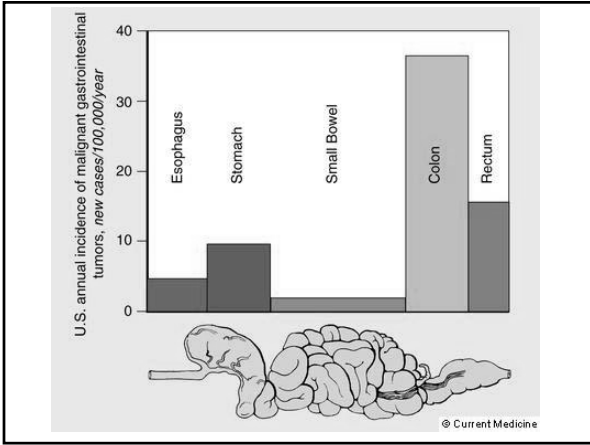 U.S. annual incidence of malignant gastrointestinal
tumors, new cases/100,000/year
40
30
20
10
0
Esophagus
Stomach
Small Bowel
Colon
Rectum
© Current Medicine